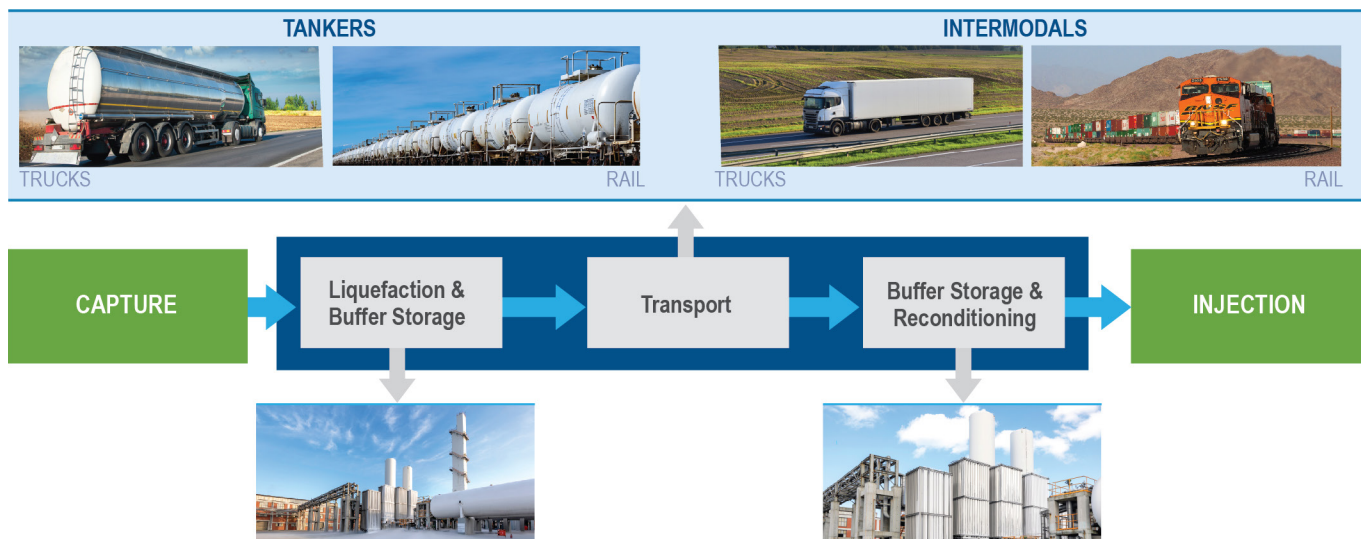 TANKERS
INTERMODALS
TRUCKS
RAIL
TRUCKS
RAIL
CAPTURE
Liquefaction &
Buffer Storage
Transport
Buffer Storage &
Reconditioning
INJECTION